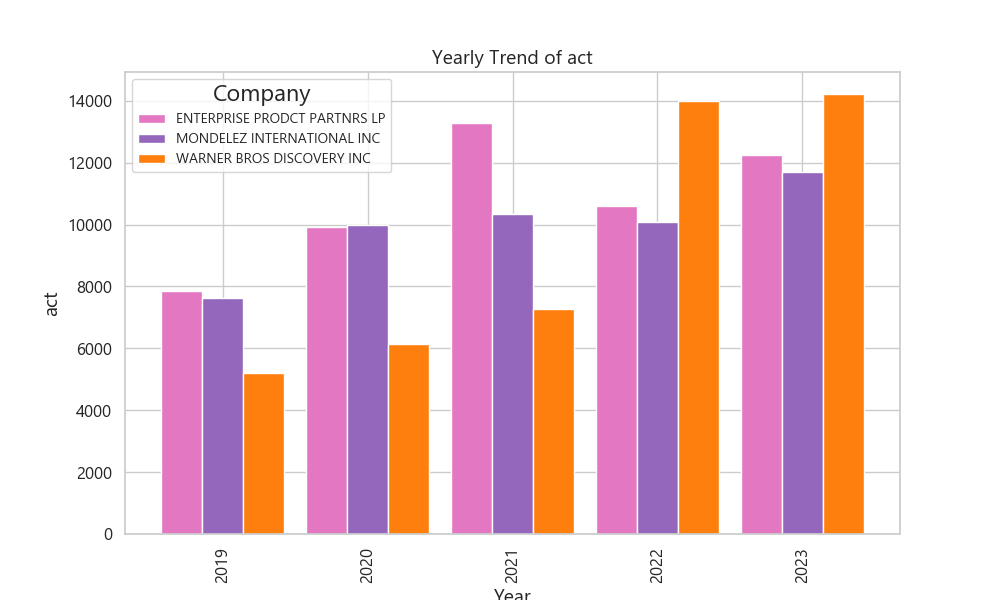 Yearly Trend of act
Company
ENTERPRISE PRODCT PARTNRS LP
MONDELEZ INTERNATIONAL INC
WARNER BROS DISCOVERY INC
act
14000
12000
10000
8000
6000
4000
2000
0
2019
2020
2021
2022
2023
Year